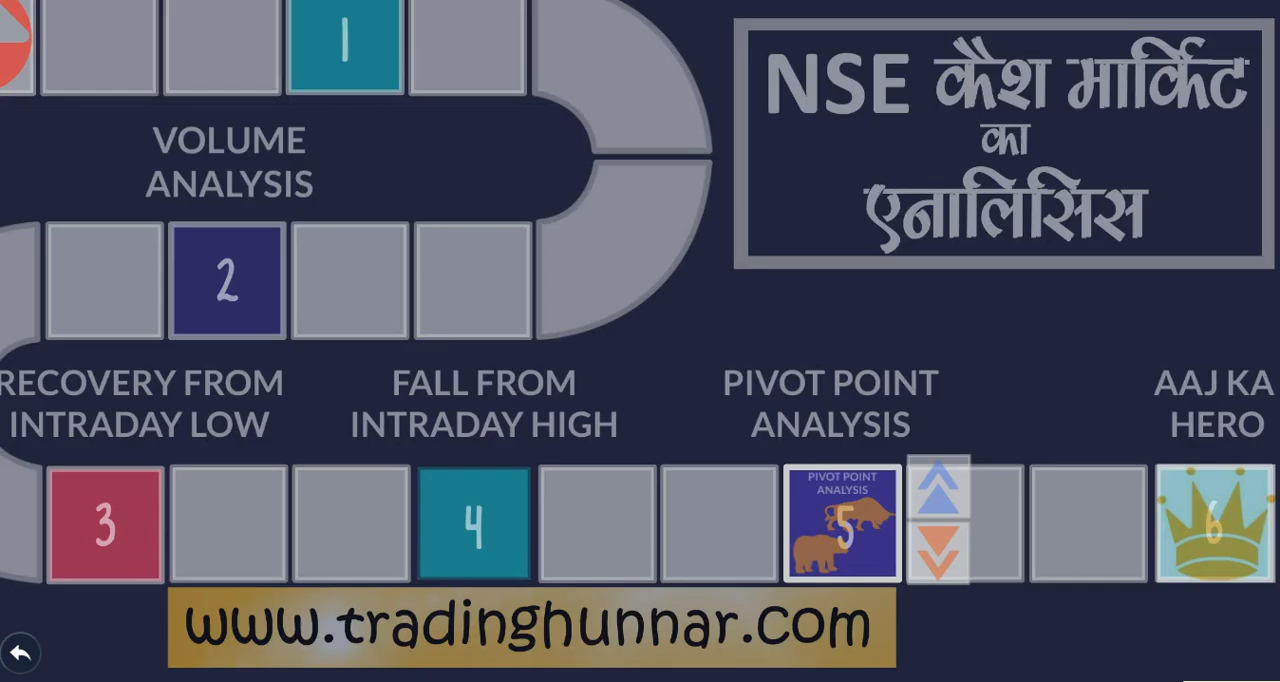 1
NSE कैश मार्किट
का
एनालिसिस
VOLUME
ANALYSIS
2
RECOVERY FROM
INTRADAY LOW
FALL FROM
INTRADAY HIGH
PIVOT POINT
ANALYSIS
AAJ KA
HERO
3
4
PIVOT POINT
ANALYSIS
5
6
www.tradinghunnar.com